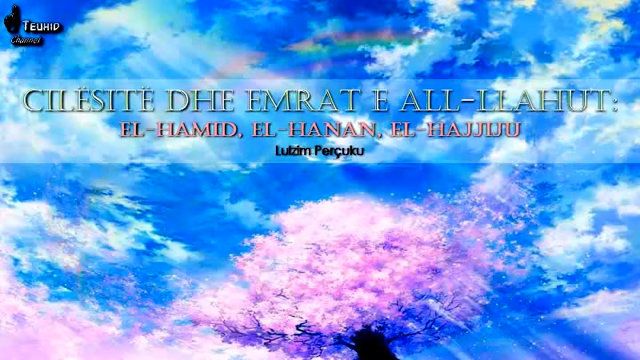 TEUHID
Channel
CILËSITË DHE EMRAT E ALL-LLAHUT:
EL-HAMID, EL-HANAN, EL-HAJJIJU
Lulzim Perçuku